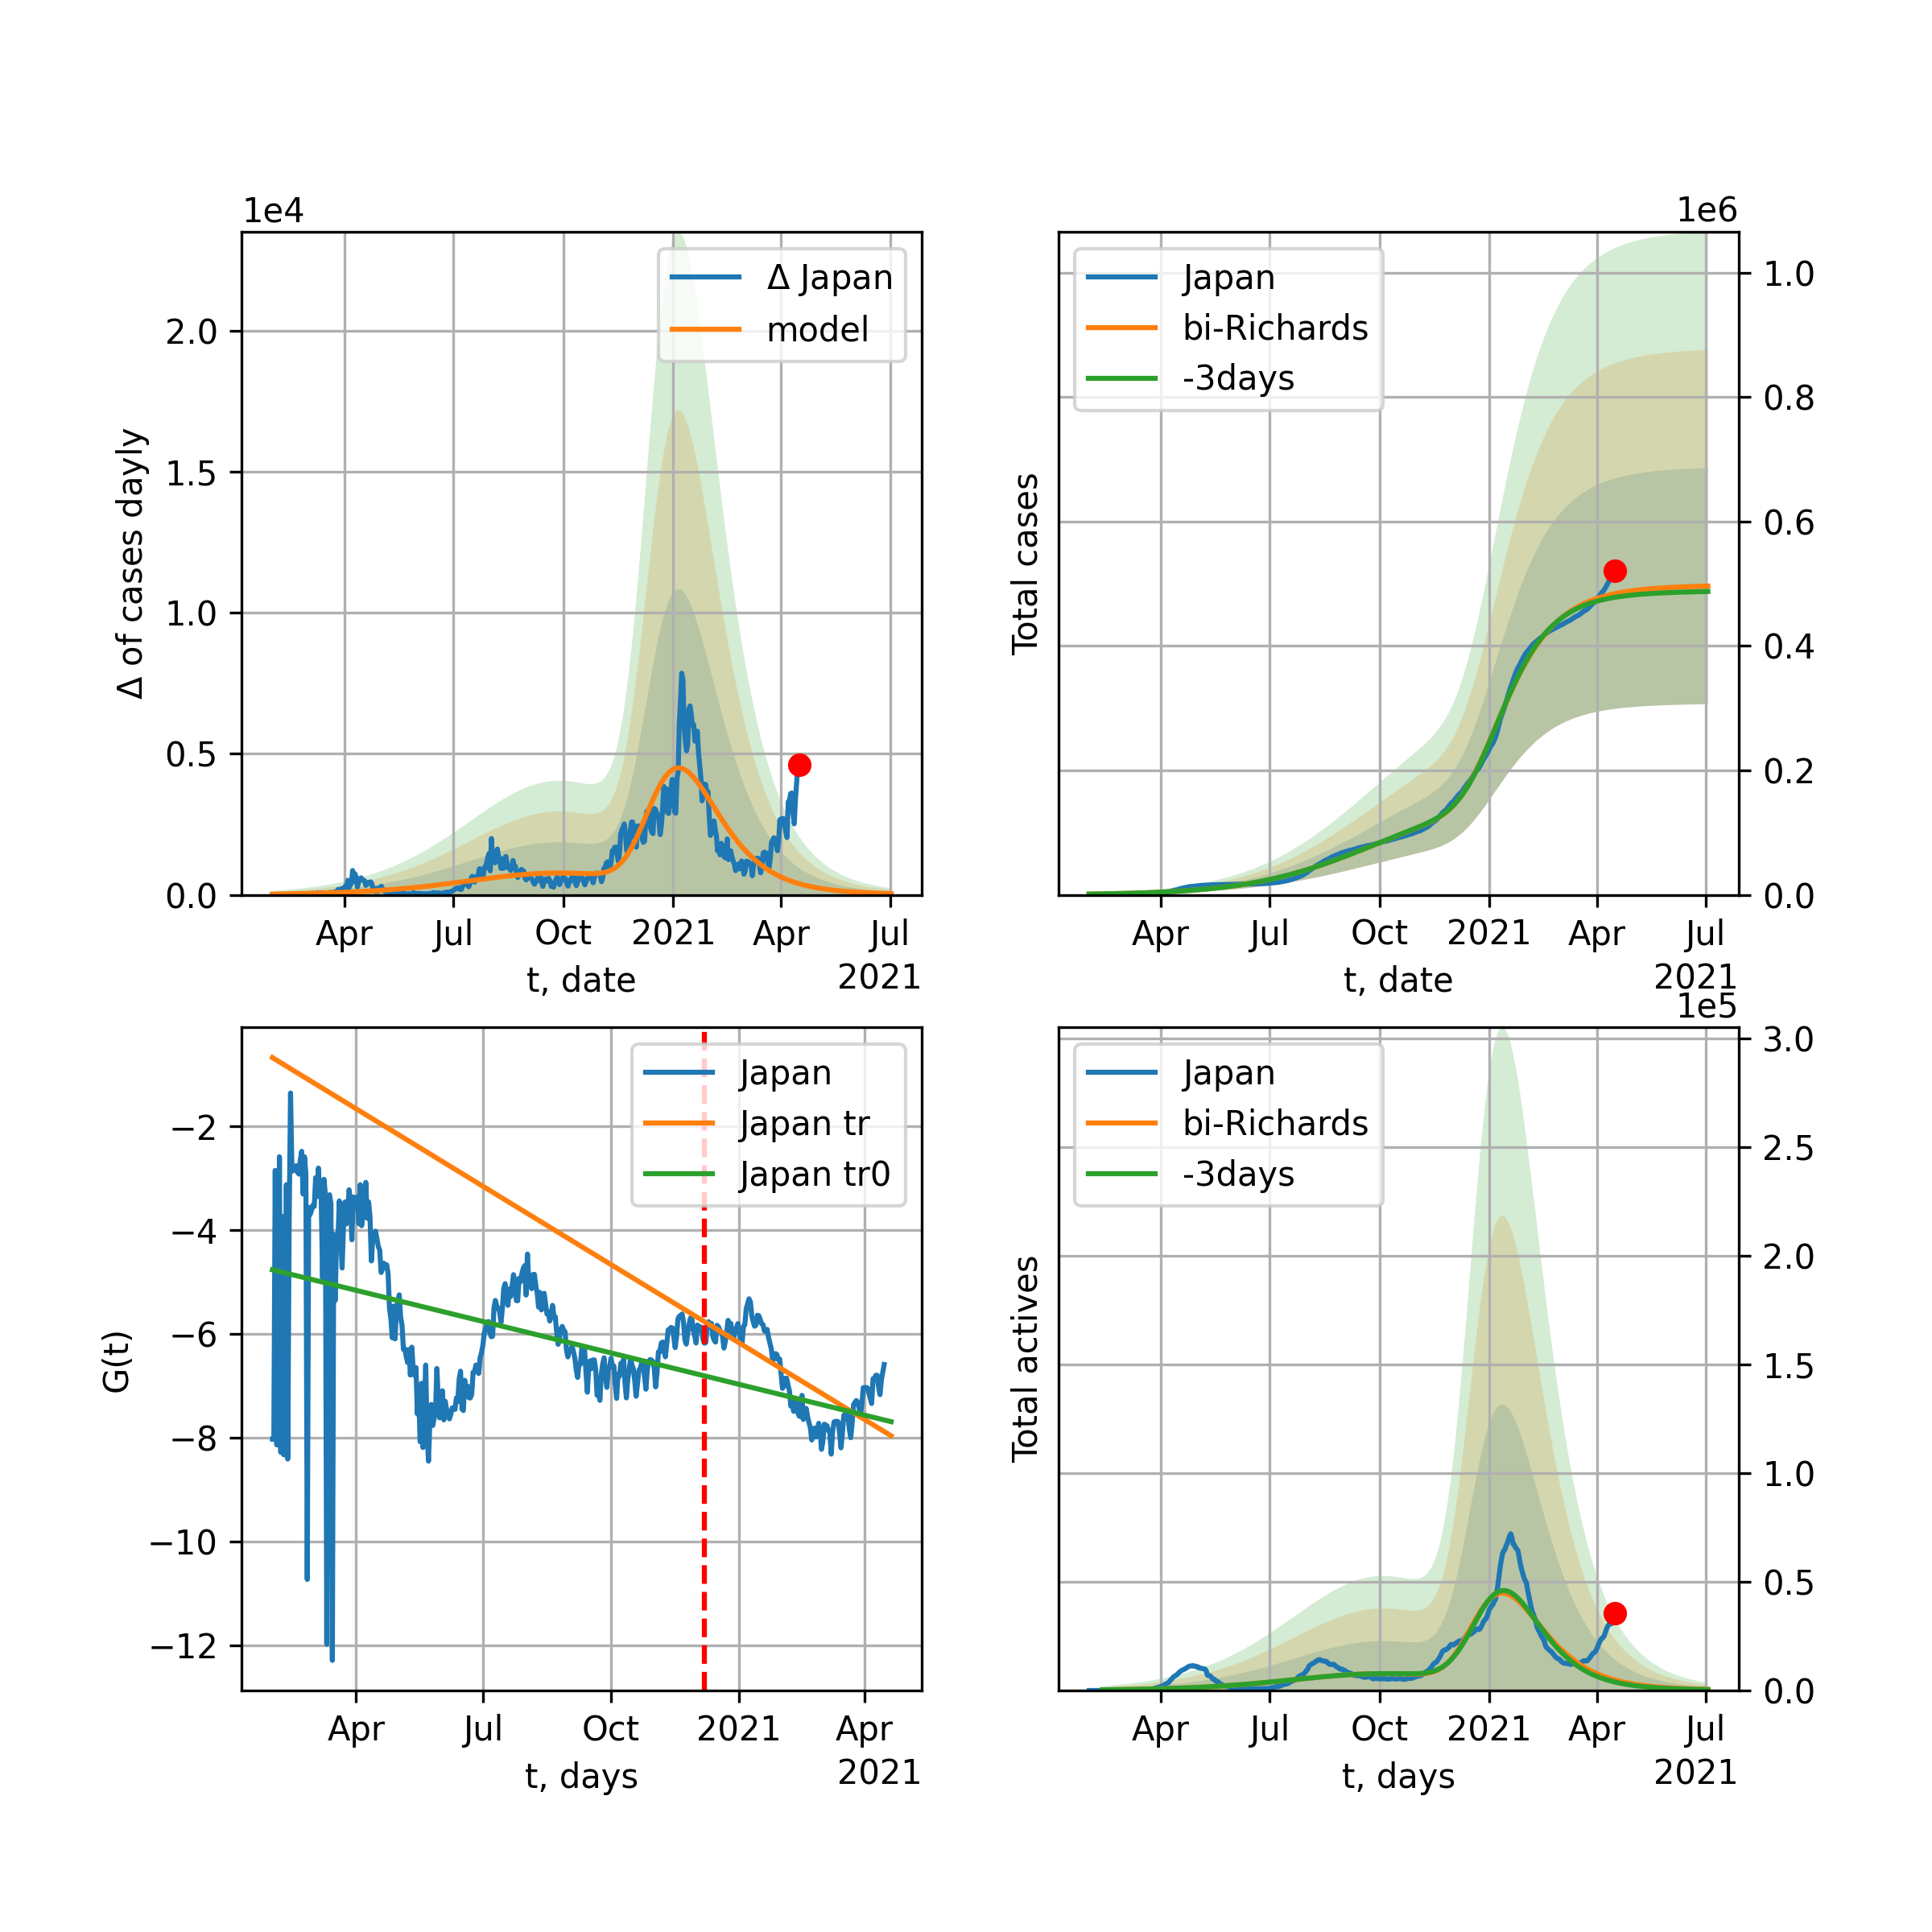 1e4
Δ Japan
model
2.0
1.5
1.0
0.5
0.0
Δ of cases dayly
Apr Jul Oct 2021 Apr Jul
2021
t, date
1e6
Japan
bi-Richards
-3days
1.0
0.8
0.6
0.4
0.2
0.0
Total cases
Apr Jul Oct 2021 Apr Jul
2021
t, date
Japan
Japan tr
Japan tr0
−2
−4
−6
−8
−10
−12
G(t)
Apr Jul Oct 2021 Apr
2021
t, days
1e5
Japan
bi-Richards
-3days
3.0
2.5
2.0
1.5
1.0
0.5
0.0
Total actives
Apr Jul Oct 2021 Apr Jul
2021
t, days